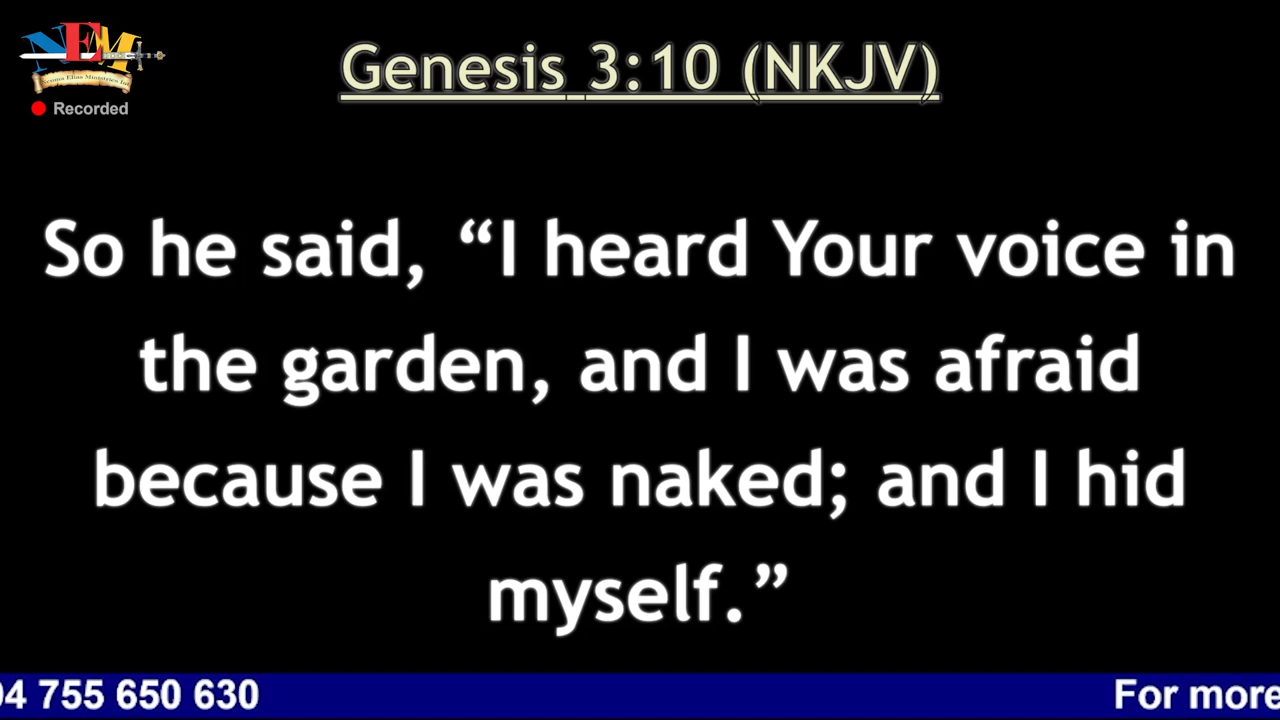 NEM
Recorded
Genesis 3:10 (NKJV)
So he said, “I heard Your voice in
the garden, and I was afraid
because I was naked; and I hid
myself.”
04 755 650 630
For more